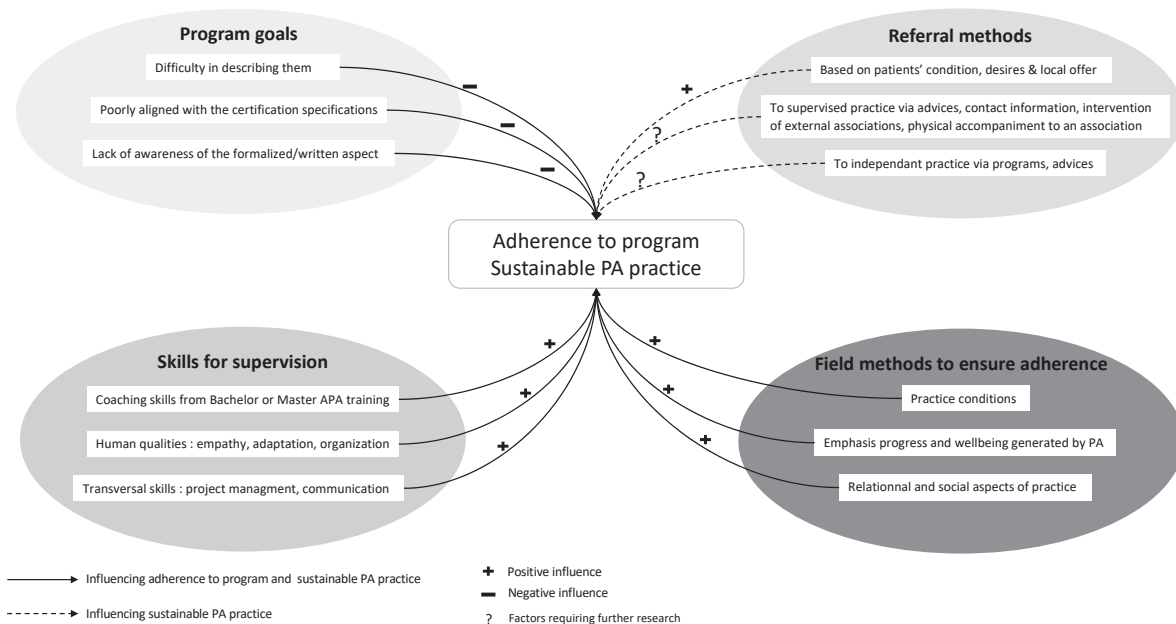 Program goals
Difficulty in describing them
Poorly aligned with the certification specifications
Lack of awareness of the formalized/written aspect
Referral methods
Based on patients' condition, desires & local offer
To supervised practice via advices, contact information, intervention
of external associations, physical accompaniment to an association
To independant practice via programs, advices
+
?
?
Adherence to program
Sustainable PA practice
Skills for supervision
Coaching skills from Bachelor or Master APA training
Human qualities : empathy, adaptation, organization
Transversal skills : project managment, communication
+
+
+
Field methods to ensure adherence
Practice conditions
Emphasis progress and wellbeing generated by PA
Relationnal and social aspects of practice
+
+
+
Influencing adherence to program and sustainable PA practice
Influencing sustainable PA practice
+ Positive influence
− Negative influence
? Factors requiring further research